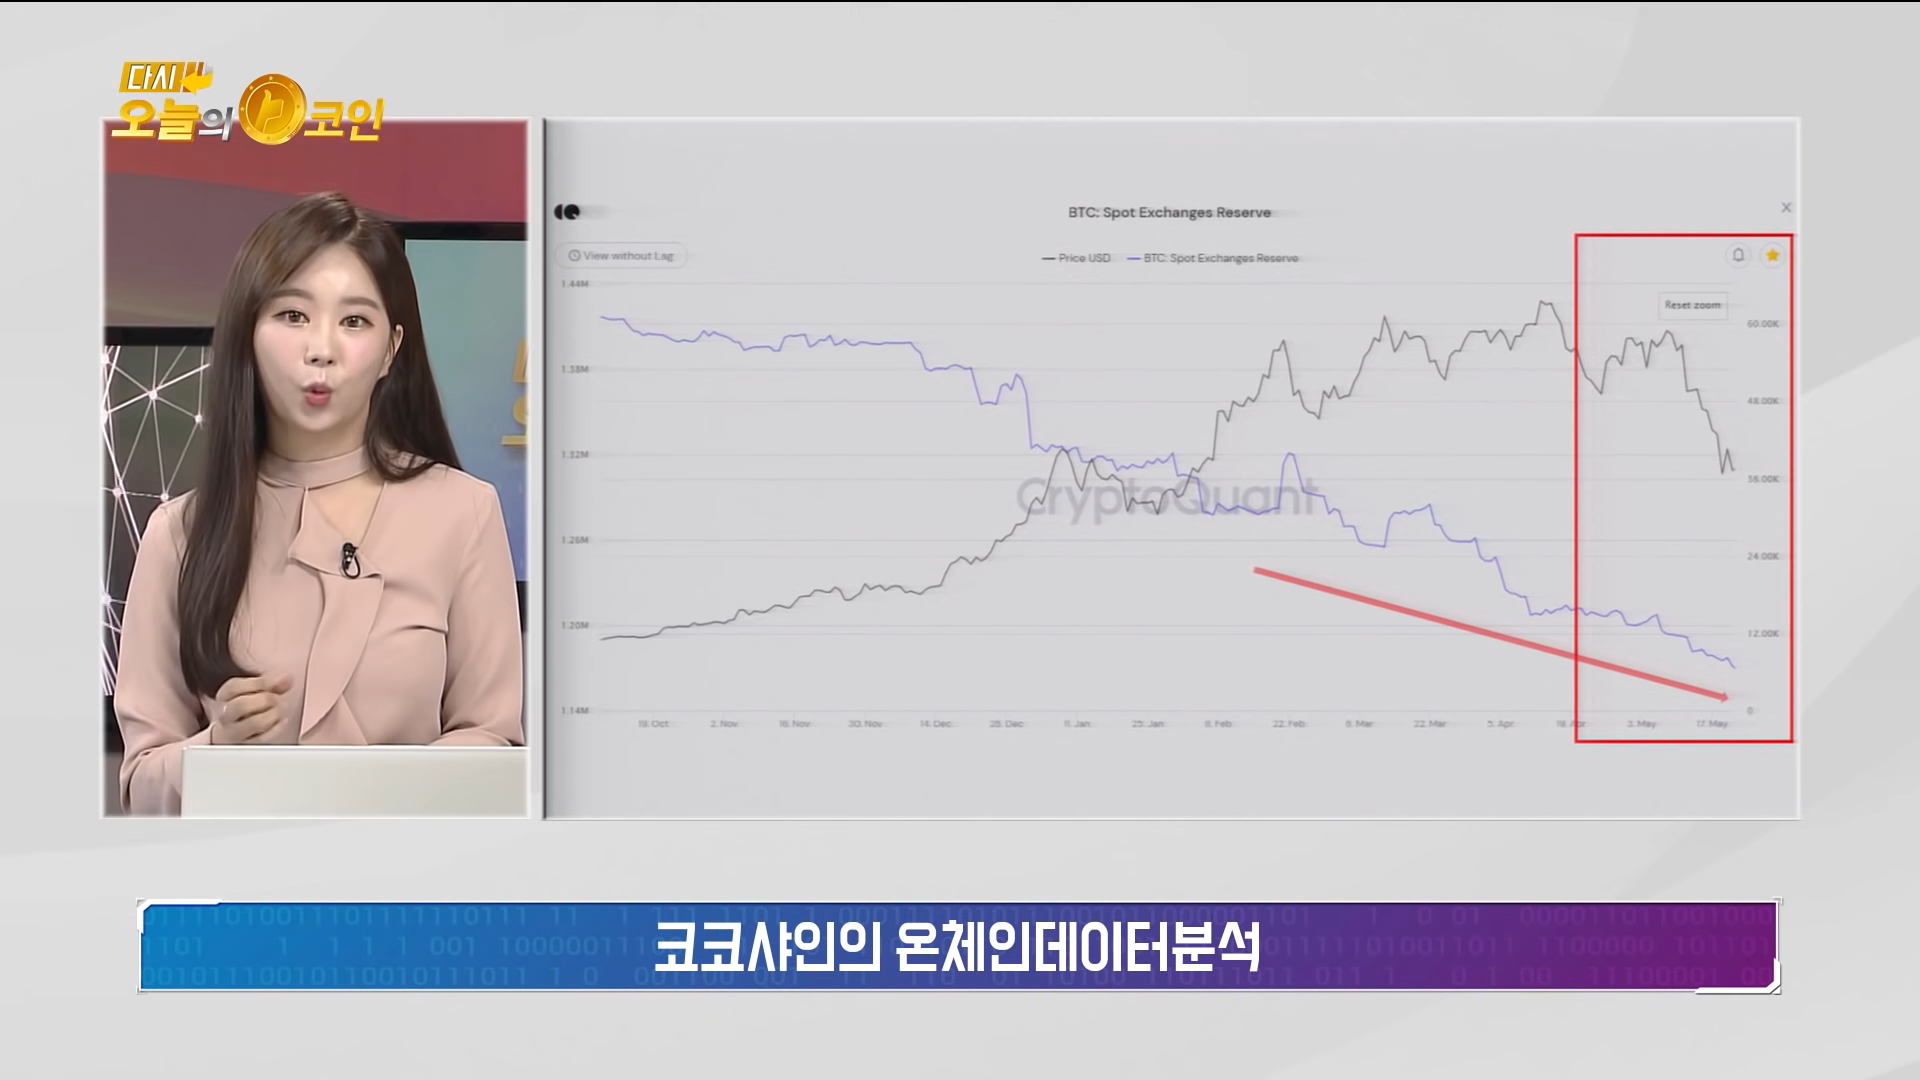 다시
오늘의 코인
BTC: Spot Exchanges Reserve
X
View without Lag
Price USD BTC: Spot Exchanges Reserve
Reset zoom
1.44M
1.38M
1.32M
1.26M
1.20M
1.14M
60.00K
48.00K
36.00K
24.00K
12.00K
0
CryptoQuant
19. Oct 2. Nov 16. Nov 30. Nov 14. Dec 28. Dec 11. Jan 25. Jan 8. Feb 22. Feb 8. Mar 22. Mar 5. Apr 19. Apr 3. May 17. May
코코샤인의 온체인데이터분석